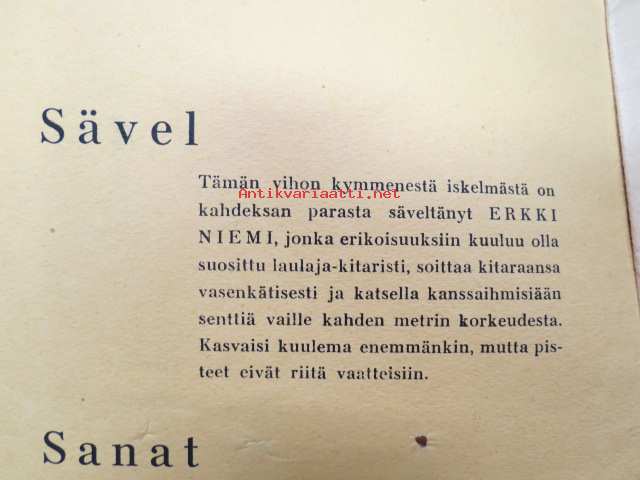 Sävel
Tämän vihon kymmenestä iskelmästä on
Antikvariaatti.net
kahdeksan parasta säveltänyt ERKKI
NIEMI, jonka erikoisuuksiin kuuluu olla
suosittu laulaja-kitaristi, soittaa kitaraansa
vasenkätisesti ja katsella kanssaihmisiään
senttiä vaille kahden metrin korkeudesta.
Kasvaisi kuulema enemmänkin, mutta pis-
teet eivät riitä vaatteisiin.
Sanat
Antikvariaatti.net